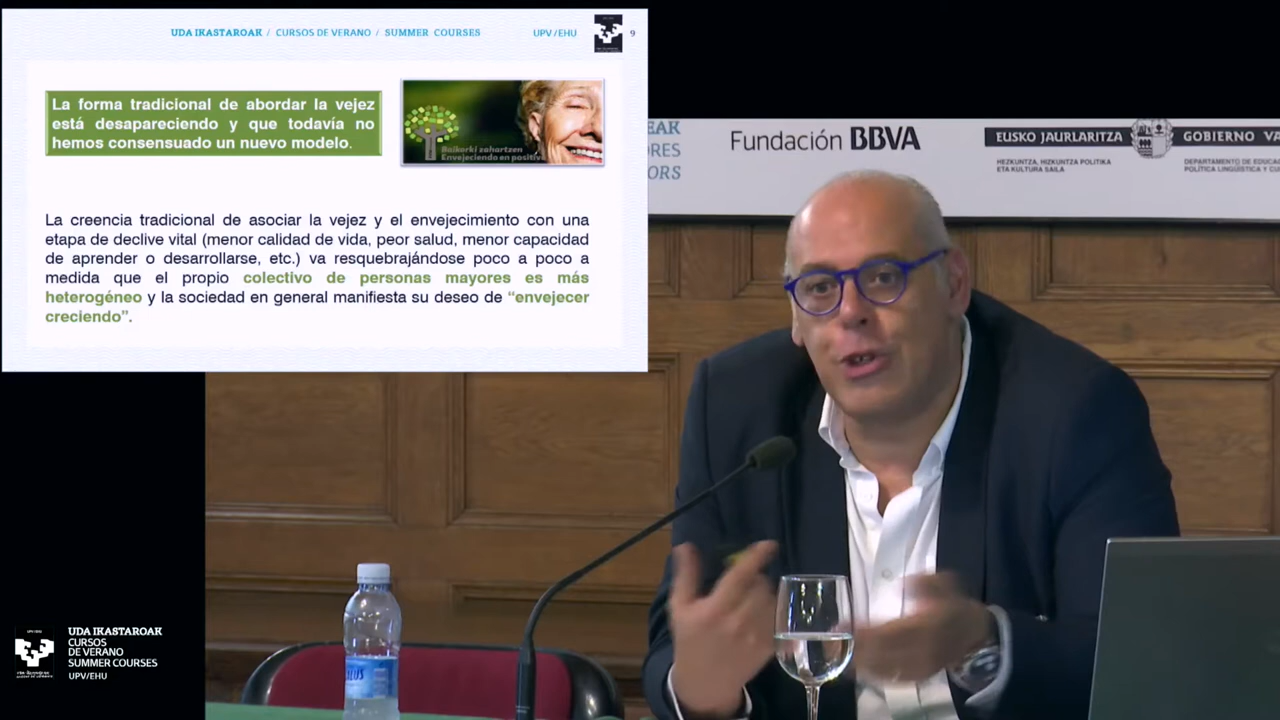 UDA IKASTAROAK / CURSOS DE VERANO / SUMMER COURSES
UPV/EHU
9
La forma tradicional de abordar la vejez
está desapareciendo y que todavía no
hemos consensuado un nuevo modelo.
Baikorki zahartzen
Envejeciendo en positivo
La creencia tradicional de asociar la vejez y el envejecimiento con una
etapa de declive vital (menor calidad de vida, peor salud, menor capacidad
de aprender o desarrollarse, etc.) va resquebrajándose poco a poco a
medida que el propio colectivo de personas mayores es más
heterogéneo y la sociedad en general manifiesta su deseo de “envejecer
creciendo”.
EAK
ORES
ORS
Fundación BBVA
EUSKO JAURLARITZA
GOBIERNO VA
HEZKUNTZA, HIZKUNTZA POLITIKA
ETA KULTURA SAILA
DEPARTAMENTO DE EDUCA
POLÍTICA LINGÜÍSTICA Y CU
UDA IKASTAROAK
CURSOS
DE VERANO
SUMMER COURSES
UPV/EHU